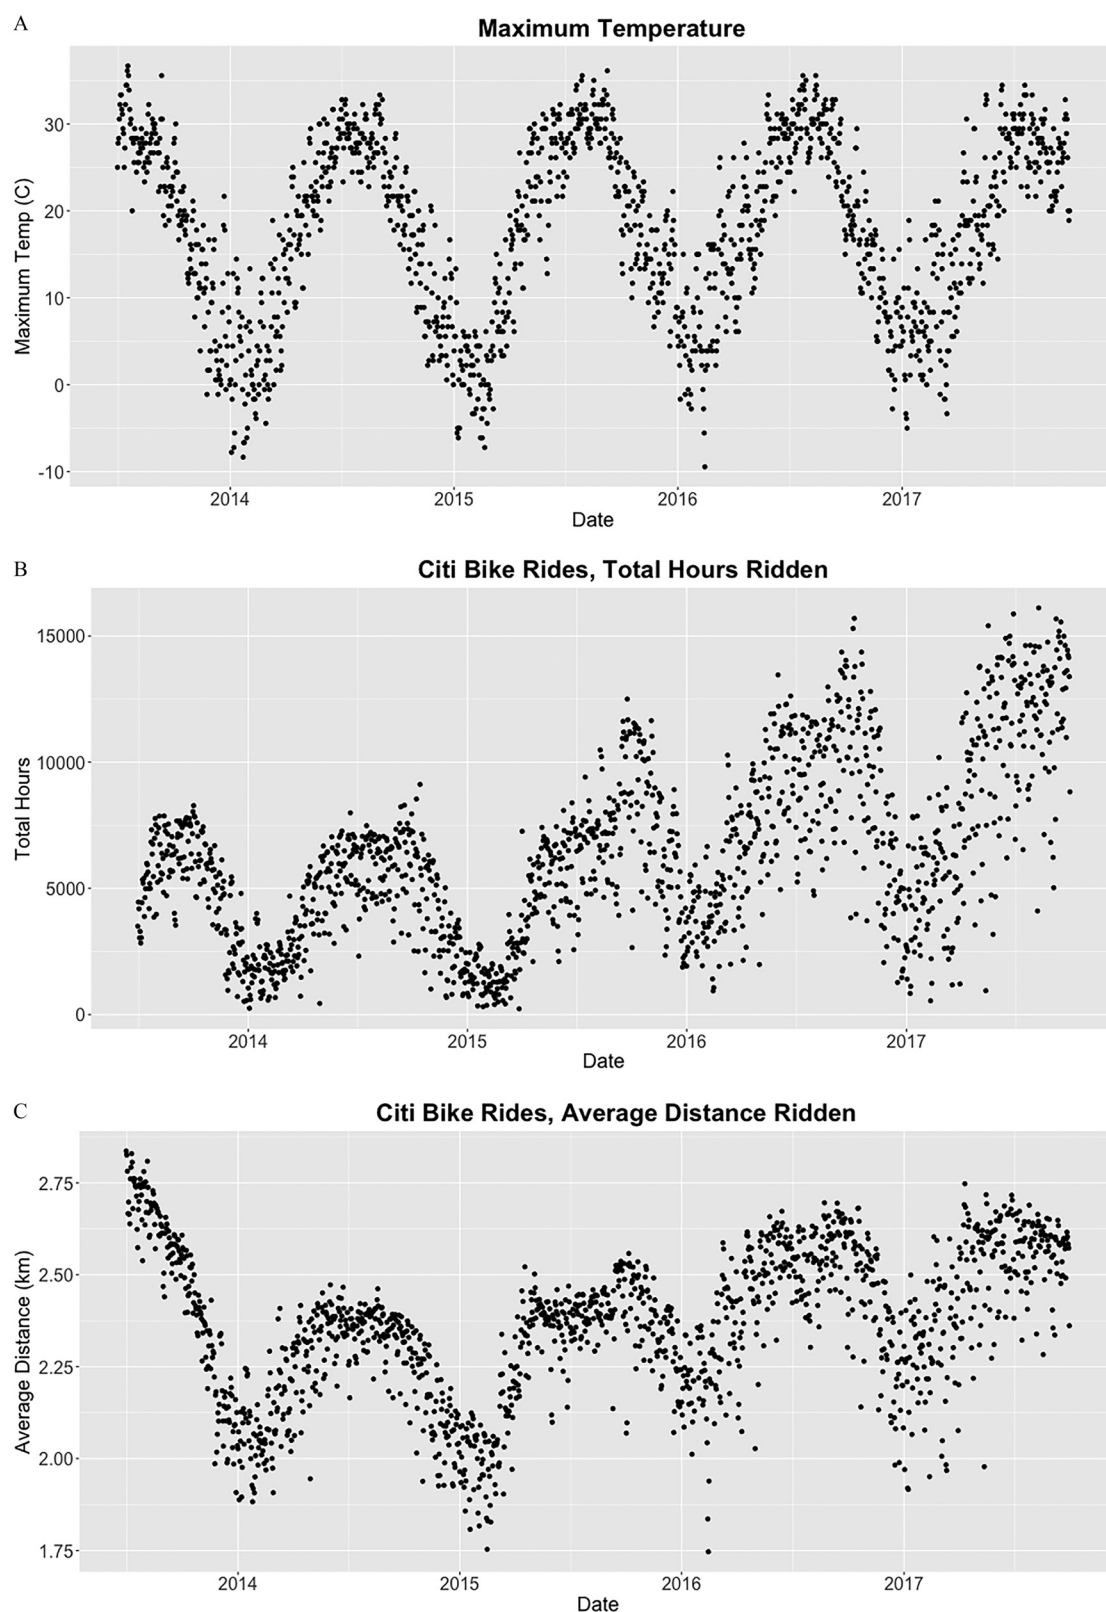 A
Maximum Temperature
Maximum Temp (C)
30
20
10
0
-10
2014 2015 2016 2017
Date
B
Citi Bike Rides, Total Hours Ridden
Total Hours
15000
10000
5000
0
2014 2015 2016 2017
Date
C
Citi Bike Rides, Average Distance Ridden
Average Distance (km)
2.75
2.50
2.25
2.00
1.75
2014 2015 2016 2017
Date